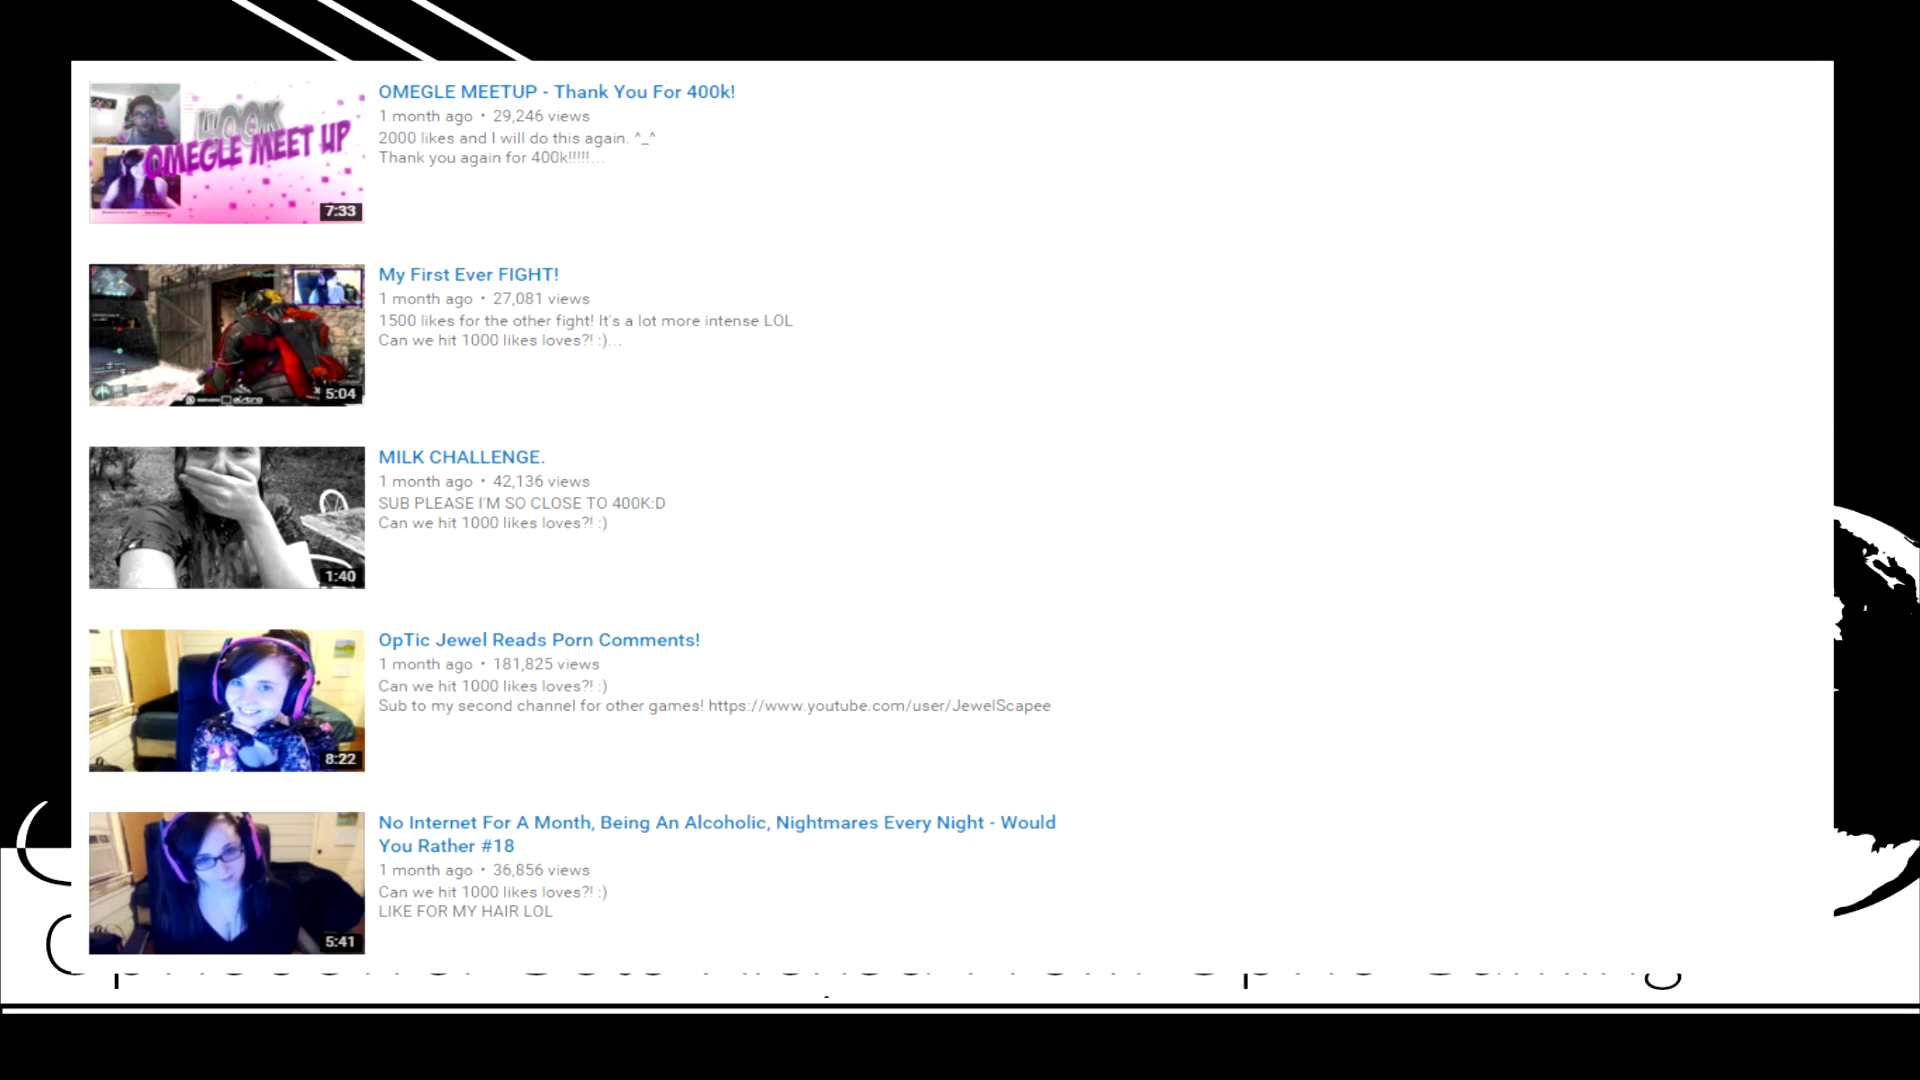 LOOK
OMEGLE MEET UP
7:33
OMEGLE MEETUP - Thank You For 400k!
1 month ago • 29,246 views
2000 likes and I will do this again. ^_^
Thank you again for 400k!!!!!...
5:04
My First Ever FIGHT!
1 month ago • 27,081 views
1500 likes for the other fight! It's a lot more intense LOL
Can we hit 1000 likes loves?! :)...
1:40
MILK CHALLENGE.
1 month ago • 42,136 views
SUB PLEASE I'M SO CLOSE TO 400K:D
Can we hit 1000 likes loves?! :)
8:22
OpTic Jewel Reads Porn Comments!
1 month ago • 181,825 views
Can we hit 1000 likes loves?! :)
Sub to my second channel for other games! https://www.youtube.com/user/JewelScapee
5:41
No Internet For A Month, Being An Alcoholic, Nightmares Every Night - Would
You Rather #18
1 month ago • 36,856 views
Can we hit 1000 likes loves?! :)
LIKE FOR MY HAIR LOL